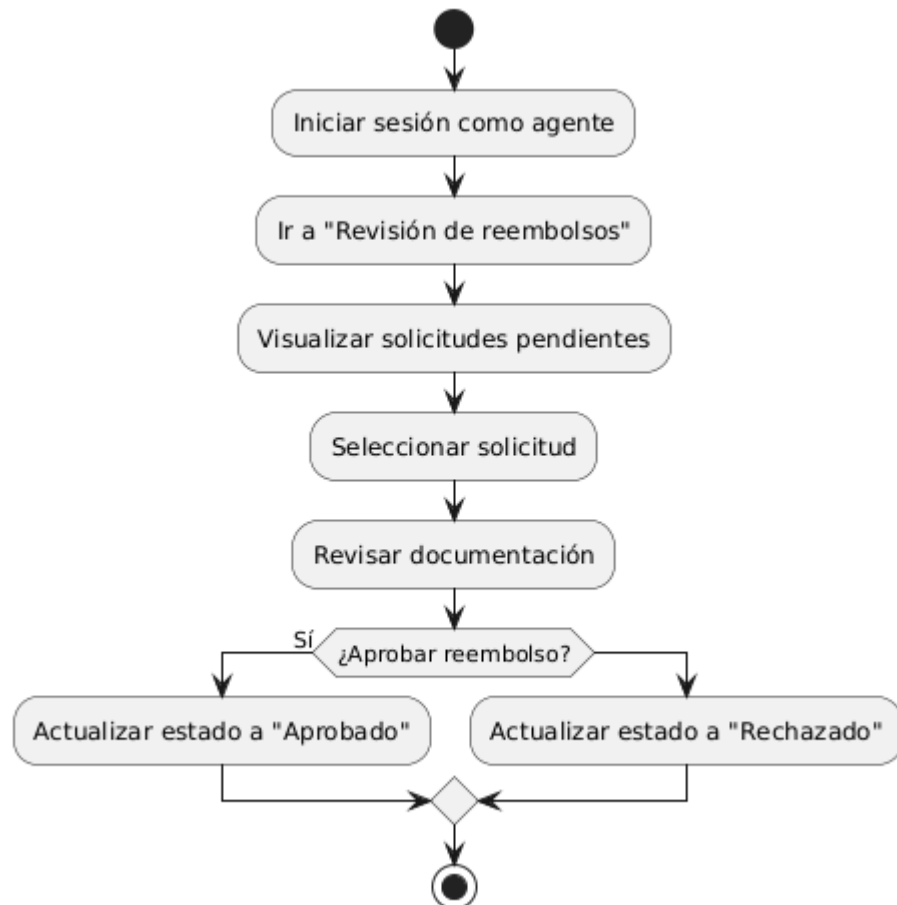 Iniciar sesión como agente
Ir a "Revisión de reembolsos"
Visualizar solicitudes pendientes
Seleccionar solicitud
Revisar documentación
Sí
¿Aprobar reembolso?
Actualizar estado a "Aprobado"
Actualizar estado a "Rechazado"